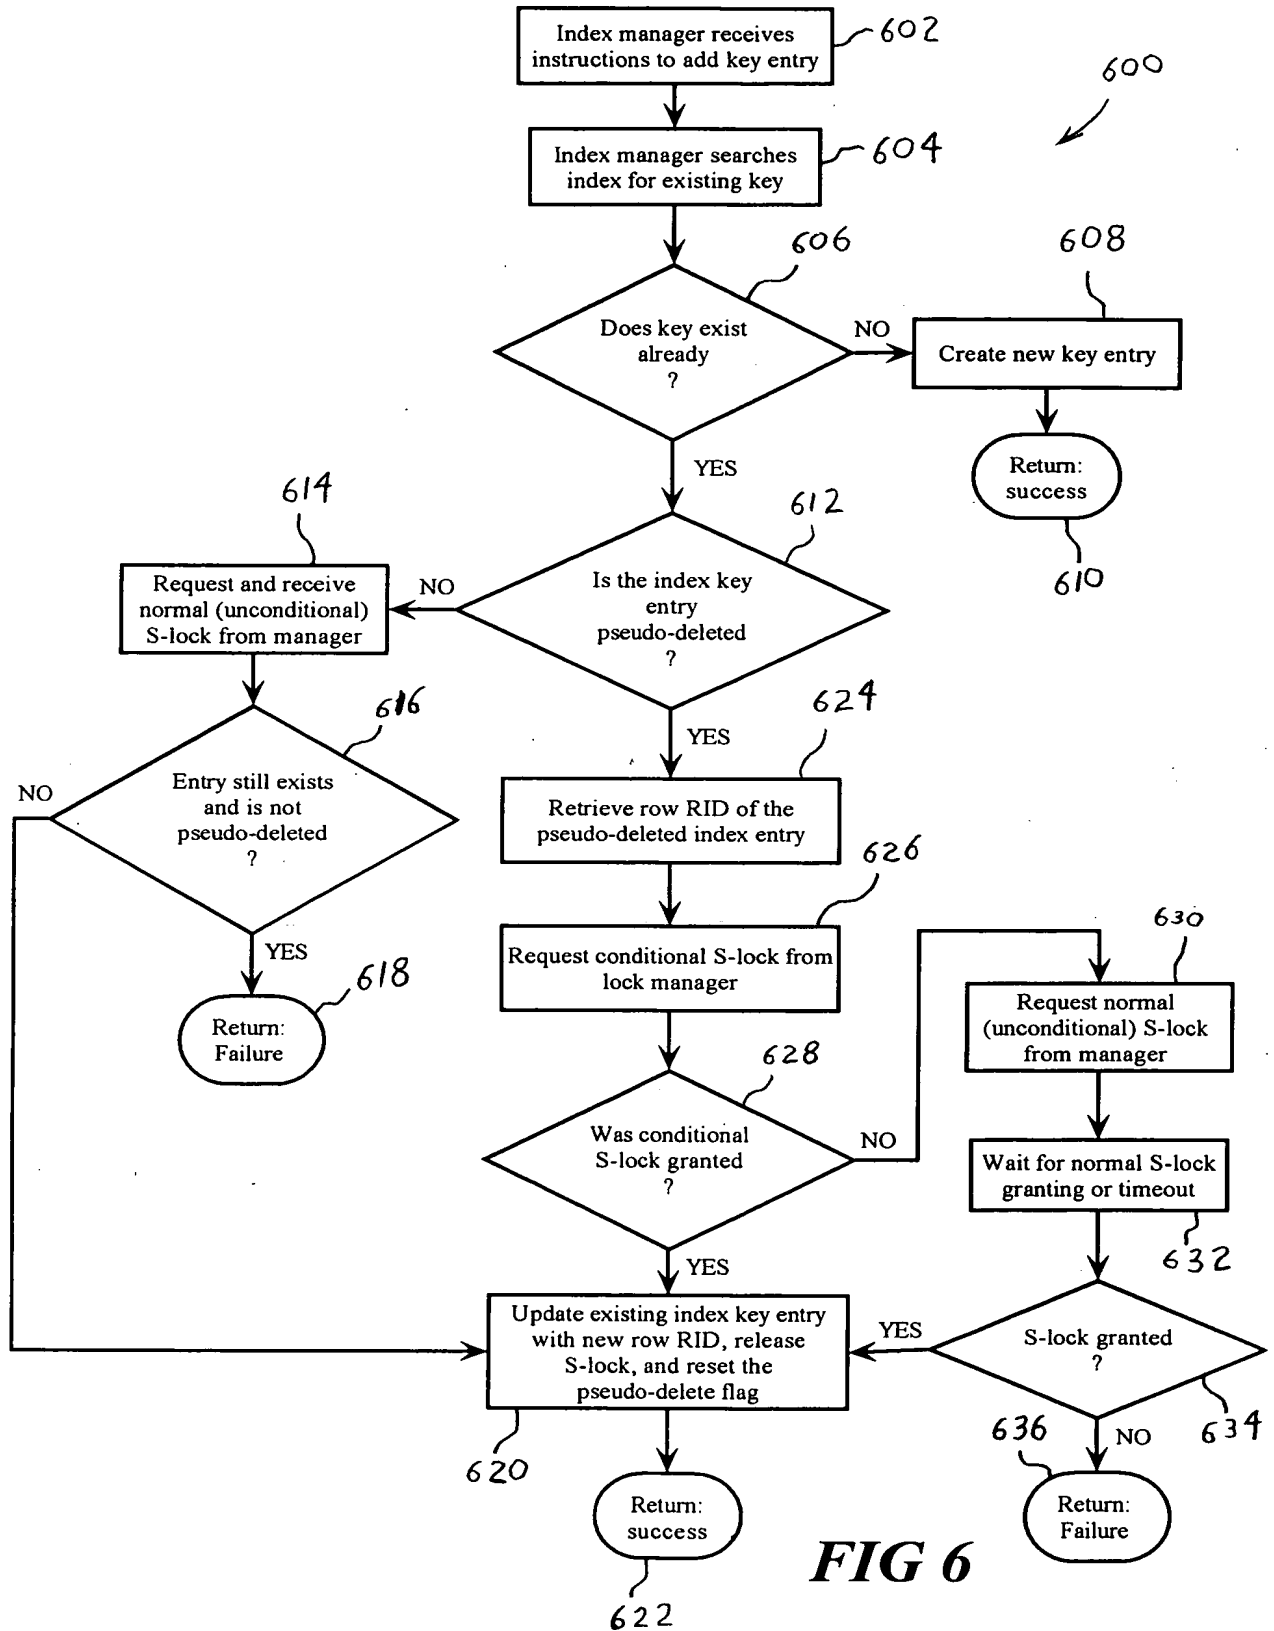 Index manager receives
instructions to add key entry
602
600
Index manager searches
index for existing key
604
606
Does key exist
already
?
NO
608
Create new key entry
YES
Return:
success
610
612
Is the index key
entry
pseudo-deleted
?
NO
614
Request and receive
normal (unconditional)
S-lock from manager
616
Entry still exists
and is not
pseudo-deleted
?
NO
YES
Return:
Failure
618
YES
624
Retrieve row RID of the
pseudo-deleted index entry
626
Request conditional S-lock from
lock manager
628
Was conditional
S-lock granted
?
NO
630
Request normal
(unconditional) S-lock
from manager
Wait for normal S-lock
granting or timeout
632
YES
Update existing index key entry
with new row RID, release
S-lock, and reset the
pseudo-delete flag
620
YES
S-lock granted
?
634
NO
636
Return:
Failure
Return:
success
622
FIG 6